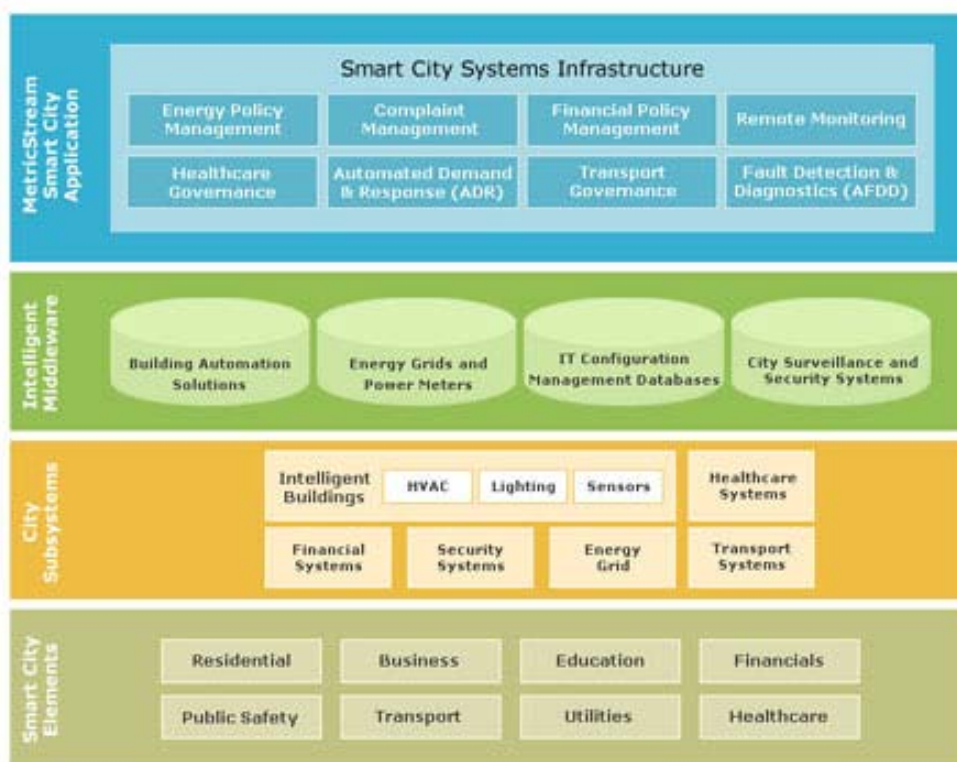 MetricStream
Smart City
Application
Smart City Systems Infrastructure
Energy Policy
Management
Complaint
Management
Financial Policy
Management
Remote Monitoring
Healthcare
Governance
Automated Demand
& Response (ADR)
Transport
Governance
Fault Detection &
Diagnostics (AFDD)
Intelligent
Middleware
Building Automation
Solutions
Energy Grids and
Power Meters
IT Configuration
Management Databases
City Surveillance and
Security Systems
City
Subsystems
Intelligent
Buildings
HVAC
Lighting
Sensors
Healthcare
Systems
Financial
Systems
Security
Systems
Energy
Grid
Transport
Systems
Smart City
Elements
Residential
Business
Education
Financials
Public Safety
Transport
Utilities
Healthcare